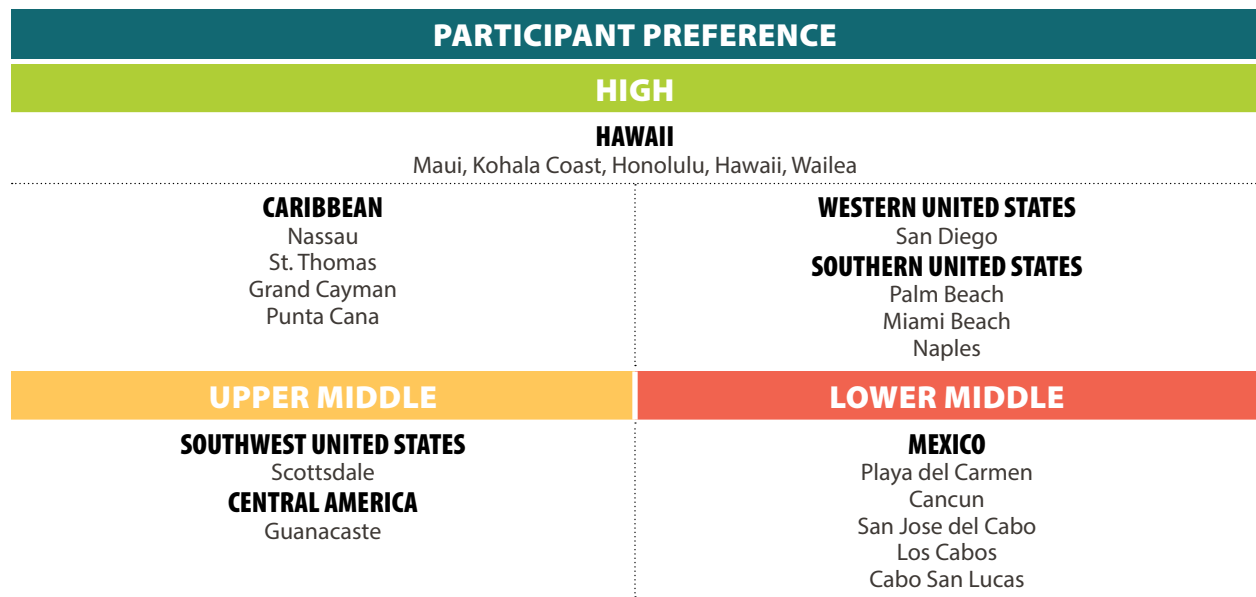 PARTICIPANT PREFERENCE
HIGH
HAWAII
Maui, Kohala Coast, Honolulu, Hawaii, Wailea
CARIBBEAN
Nassau
St. Thomas
Grand Cayman
Punta Cana
WESTERN UNITED STATES
San Diego
SOUTHERN UNITED STATES
Palm Beach
Miami Beach
Naples
UPPER MIDDLE
SOUTHWEST UNITED STATES
Scottsdale
CENTRAL AMERICA
Guanacaste
LOWER MIDDLE
MEXICO
Playa del Carmen
Cancun
San Jose del Cabo
Los Cabos
Cabo San Lucas